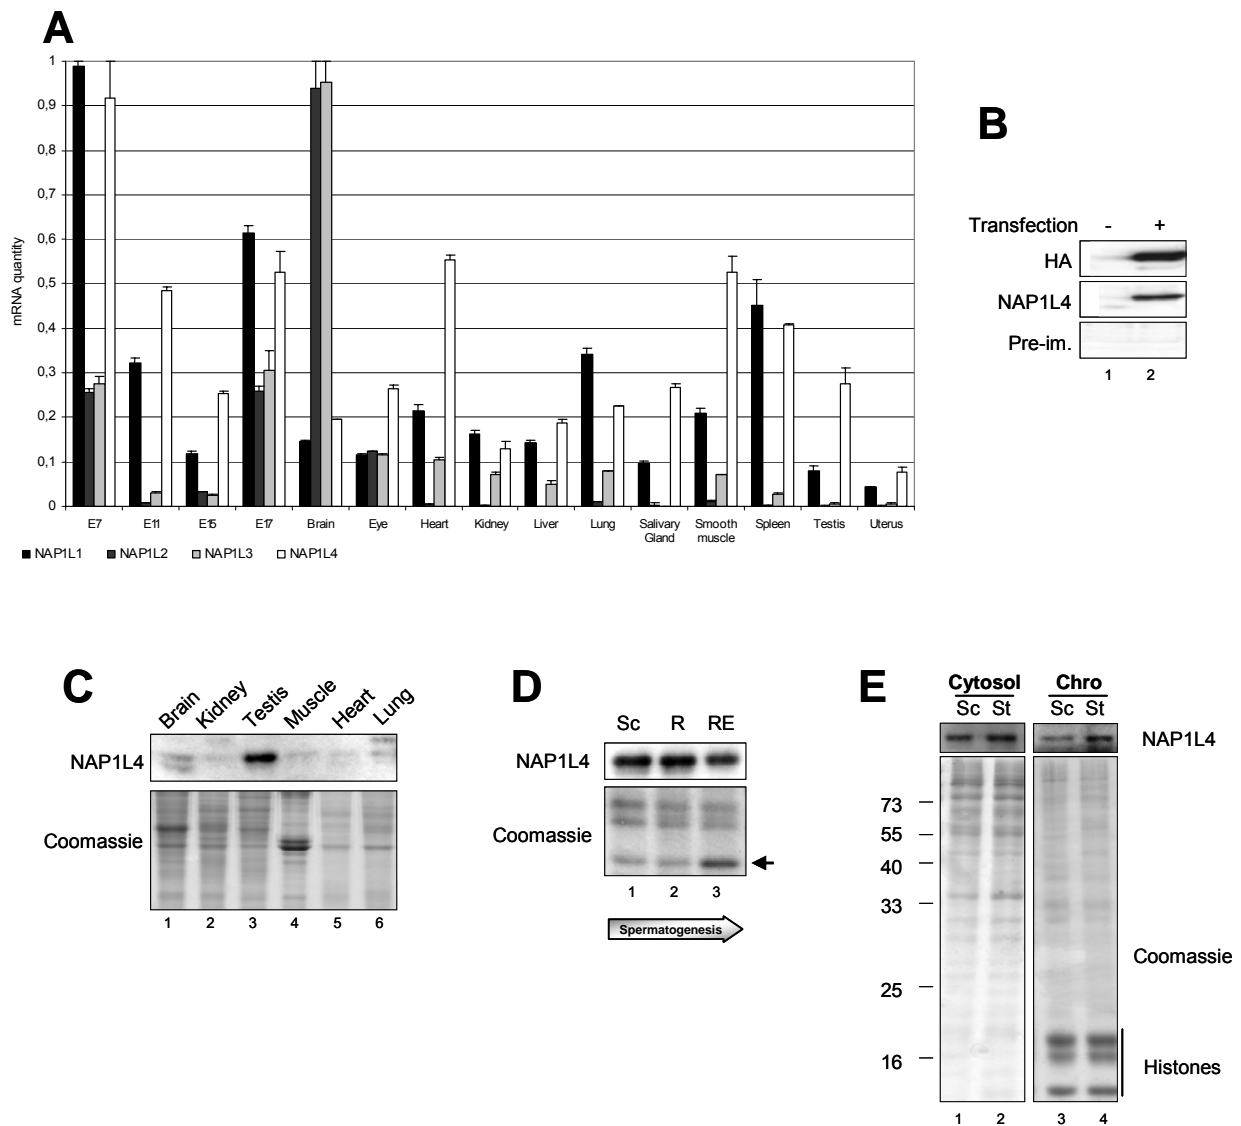 A
1
0,9
0,8
0,7
0,6
0,5
0,4
0,3
0,2
0,1
0
mRNA quantity
E7 E11 E15 E17 Brain Eye Heart Kidney Liver Lung Salivary Gland Smooth muscle Spleen Testis Uterus
NAP1L1 NAP1L2 NAP1L3 NAP1L4
B
Transfection - +
HA
NAP1L4
Pre-im.
1 2
C
Brain Kidney Testis Muscle Heart Lung
NAP1L4
Coomassie
1 2 3 4 5 6
D
Sc R RE
NAP1L4
Coomassie
1 2 3
Spermatogenesis
E
Cytosol Chro
Sc St Sc St
NAP1L4
73
55
40
33
25
16
Coomassie
Histones
1 2 3 4